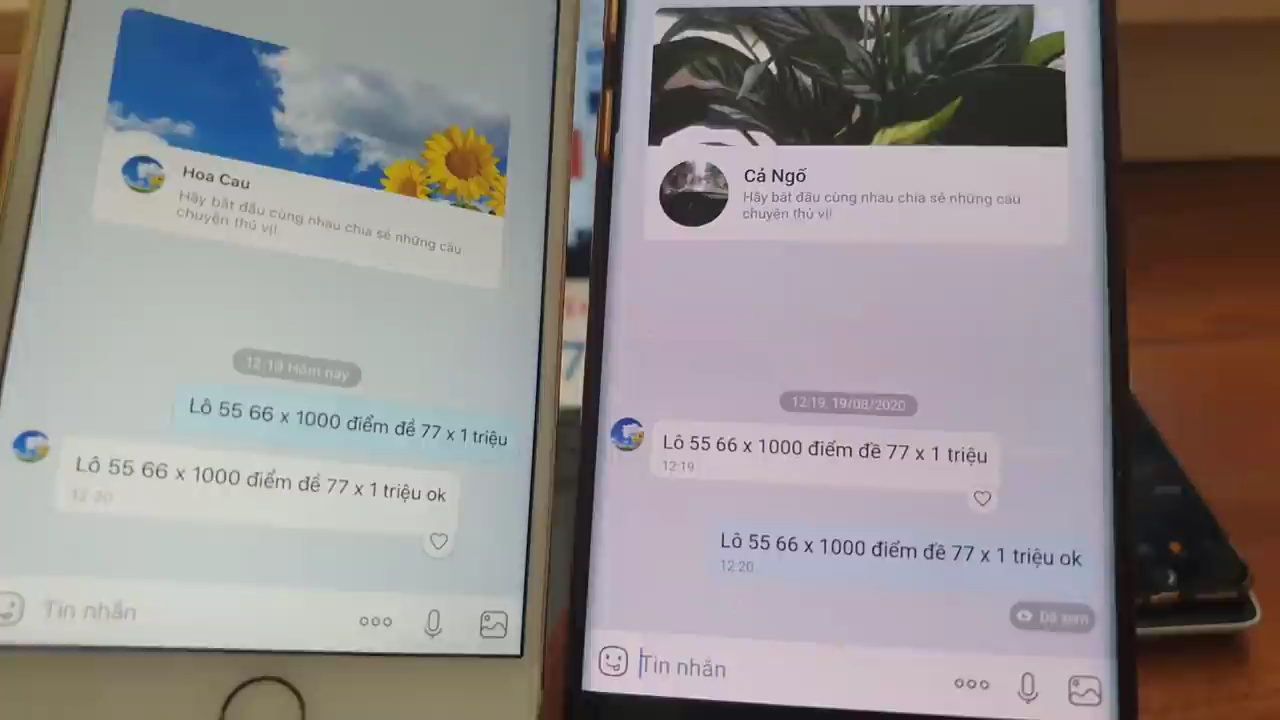 Hoa Cau
Hãy bắt đầu cùng nhau chia sẻ những câu
chuyện thú vị!
12:19 Hôm nay
Lô 55 66 x 1000 điểm đề 77 x 1 triệu
Lô 55 66 x 1000 điểm đề 77 x 1 triệu ok
12:20
Tin nhắn
Cả Ngố
Hãy bắt đầu cùng nhau chia sẻ những câu
chuyện thú vị!
12:19, 19/08/2020
Lô 55 66 x 1000 điểm đề 77 x 1 triệu
12:19
Lô 55 66 x 1000 điểm đề 77 x 1 triệu ok
12:20
Đã xem
Tin nhắn
7